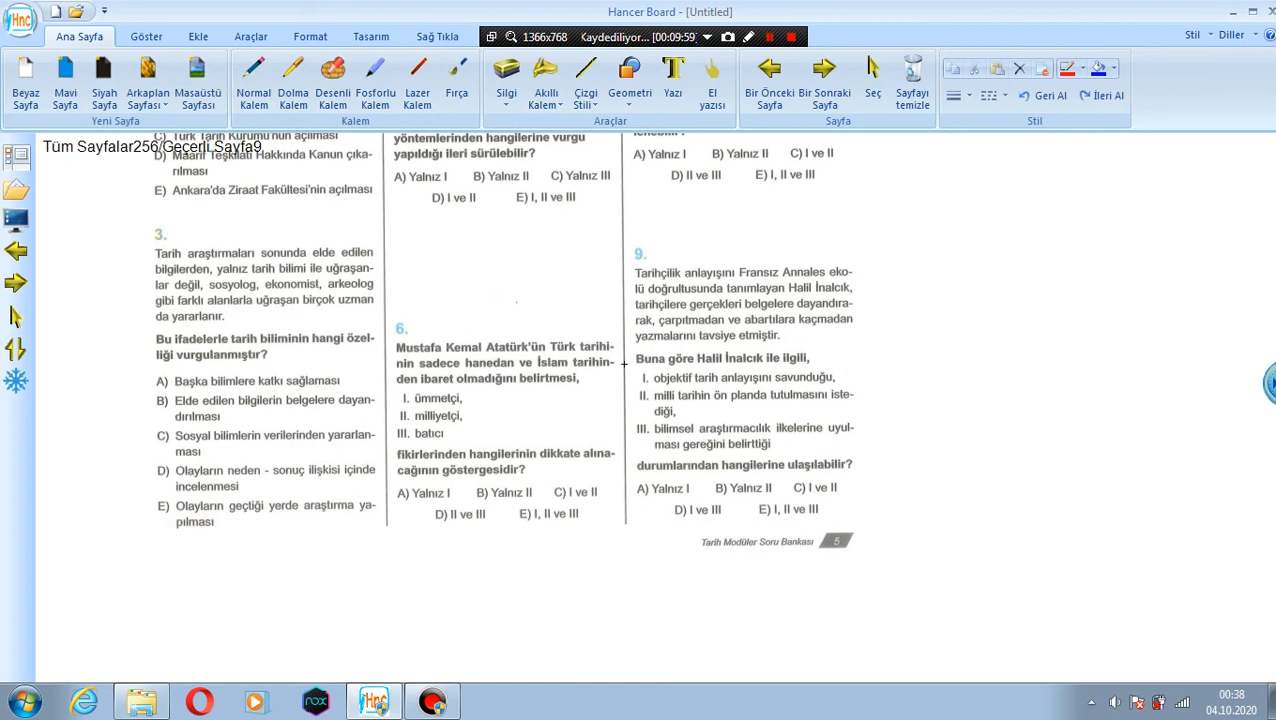 Hancer Board - [Untitled]
Ana Sayfa
Göster
Ekle
Araçlar
Format
Tasarım
Sağ Tıkla
1366x768
Kaydediliyor... [00:09:59]
Stil
Diller
Beyaz Sayfa
Mavi Sayfa
Siyah Sayfa
Arkaplan Sayfası
Masaüstü Sayfası
Yeni Sayfa
Normal Kalem
Dolma Kalem
Desenli Kalem
Fosforlu Kalem
Lazer Kalem
Fırça
Kalem
Silgi
Akıllı Kalem
Çizgi Stili
Geometri
Yazı
El yazısı
Araçlar
Bir Önceki Sayfa
Bir Sonraki Sayfa
Seç
Sayfayı temizle
Sayfa
Geri Al
İleri Al
Stil
Tüm Sayfalar256/Geçerli Sayfa9
C) Türk Tarih Kurumu'nun açılması
D) Maarif Teşkilatı Hakkında Kanun çıka-
rılması
E) Ankara'da Ziraat Fakültesi'nin açılması
3.
Tarih araştırmaları sonunda elde edilen
bilgilerden, yalnız tarih bilimi ile uğraşan-
lar değil, sosyolog, ekonomist, arkeolog
gibi farklı alanlarla uğraşan birçok uzman
da yararlanır.
Bu ifadelerle tarih biliminin hangi özel-
liği vurgulanmıştır?
A) Başka bilimlere katkı sağlaması
B) Elde edilen bilgilerin belgelere dayan-
dırılması
C) Sosyal bilimlerin verilerinden yararlan-
ması
D) Olayların neden - sonuç ilişkisi içinde
incelenmesi
E) Olayların geçtiği yerde araştırma ya-
pılması
yöntemlerinden hangilerine vurgu
yapıldığı ileri sürülebilir?
A) Yalnız I B) Yalnız II C) Yalnız III
D) I ve II E) I, II ve III
6.
Mustafa Kemal Atatürk'ün Türk tarihi-
nin sadece hanedan ve İslam tarihin-
den ibaret olmadığını belirtmesi,
I. ümmetçi,
II. milliyetçi,
III. batıcı
fikirlerinden hangilerinin dikkate alına-
cağının göstergesidir?
A) Yalnız I B) Yalnız II C) I ve II
D) II ve III E) I, II ve III
A) Yalnız I B) Yalnız II C) I ve II
D) II ve III E) I, II ve III
9.
Tarihçilik anlayışını Fransız Annales eko-
lü doğrultusunda tanımlayan Halil İnalcık,
tarihçilere gerçekleri belgelere dayandıra-
rak, çarpıtmadan ve abartılara kaçmadan
yazmalarını tavsiye etmiştir.
Buna göre Halil İnalcık ile ilgili,
I. objektif tarih anlayışını savunduğu,
II. milli tarihin ön planda tutulmasını iste-
diği,
III. bilimsel araştırmacılık ilkelerine uyul-
ması gereğini belirttiği
durumlarından hangilerine ulaşılabilir?
A) Yalnız I B) Yalnız II C) I ve II
D) I ve III E) I, II ve III
Tarih Modüler Soru Bankası 5
Hnc
nox
Hnc
00:38
04.10.2020